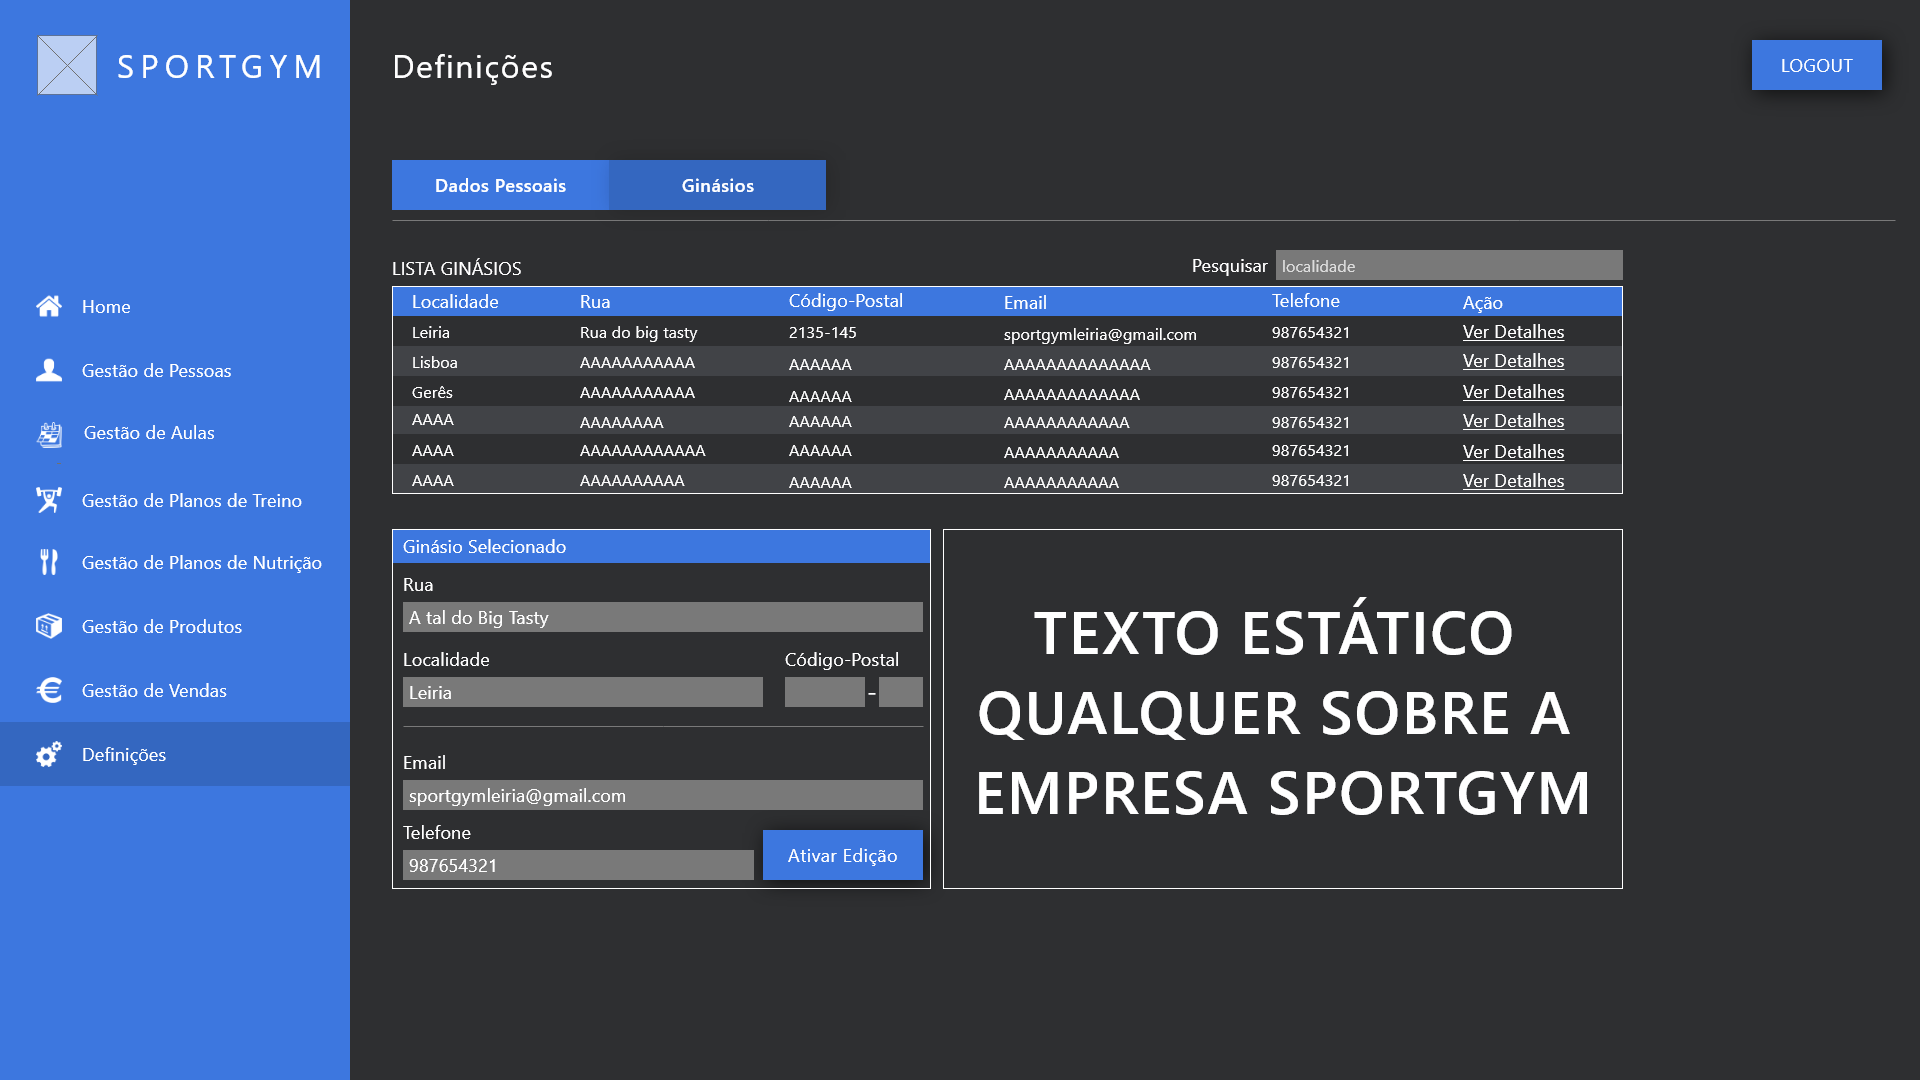 SPORTGYM
Definições
LOGOUT
Dados Pessoais
Ginásios
LISTA GINÁSIOS
Pesquisar localidade
Localidade Rua Código-Postal Email Telefone Ação
Leiria Rua do big tasty 2135-145 sportgymleiria@gmail.com 987654321 Ver Detalhes
Lisboa AAAAAAAAAAA AAAAAA AAAAAAAAAAAAAA 987654321 Ver Detalhes
Gerês AAAAAAAAAAA AAAAAA AAAAAAAAAAAAA 987654321 Ver Detalhes
AAAA AAAAAAAA AAAAAA AAAAAAAAAAAA 987654321 Ver Detalhes
AAAA AAAAAAAAAAAA AAAAAA AAAAAAAAAAA 987654321 Ver Detalhes
AAAA AAAAAAAAAA AAAAAA AAAAAAAAAAA 987654321 Ver Detalhes
Home
Gestão de Pessoas
Gestão de Aulas
Gestão de Planos de Treino
Gestão de Planos de Nutrição
Gestão de Produtos
Gestão de Vendas
Definições
Ginásio Selecionado
Rua
A tal do Big Tasty
Localidade Código-Postal
Leiria -
Email
sportgymleiria@gmail.com
Telefone
987654321
Ativar Edição
TEXTO ESTÁTICO
QUALQUER SOBRE A
EMPRESA SPORTGYM